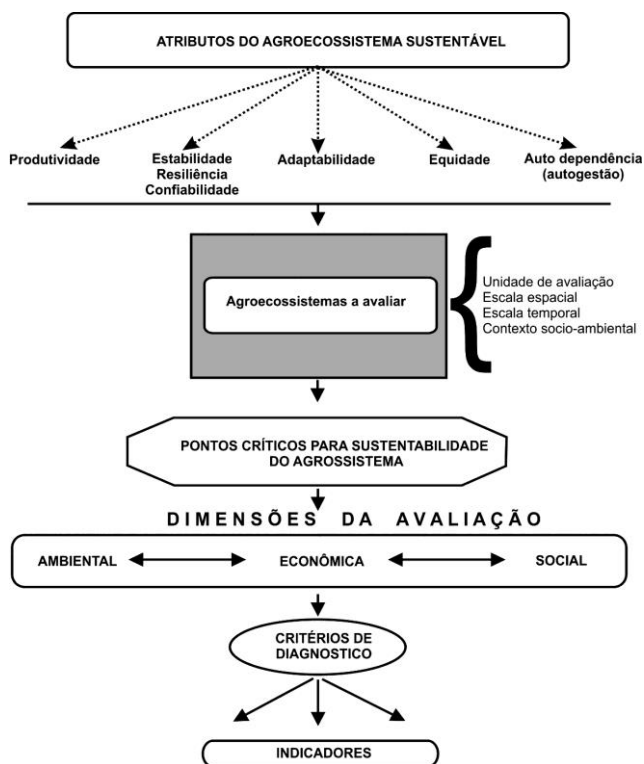 ATRIBUTOS DO AGROECOSSISTEMA SUSTENTÁVEL
Produtividade
Estabilidade
Resiliência
Confiabilidade
Adaptabilidade
Equidade
Auto dependência
(autogestão)
Agroecossistemas a avaliar
Unidade de avaliação
Escala espacial
Escala temporal
Contexto socio-ambiental
PONTOS CRÍTICOS PARA SUSTENTABILIDADE
DO AGROSSISTEMA
DIMENSÕES DA AVALIAÇÃO
AMBIENTAL
ECONÔMICA
SOCIAL
CRITÉRIOS DE
DIAGNOSTICO
INDICADORES